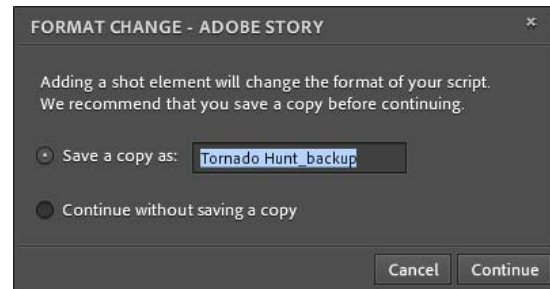 FORMAT CHANGE - ADOBE STORY
Adding a shot element will change the format of your script.
We recommend that you save a copy before continuing.
Save a copy as: Tornado Hunt_backup
Continue without saving a copy
Cancel Continue